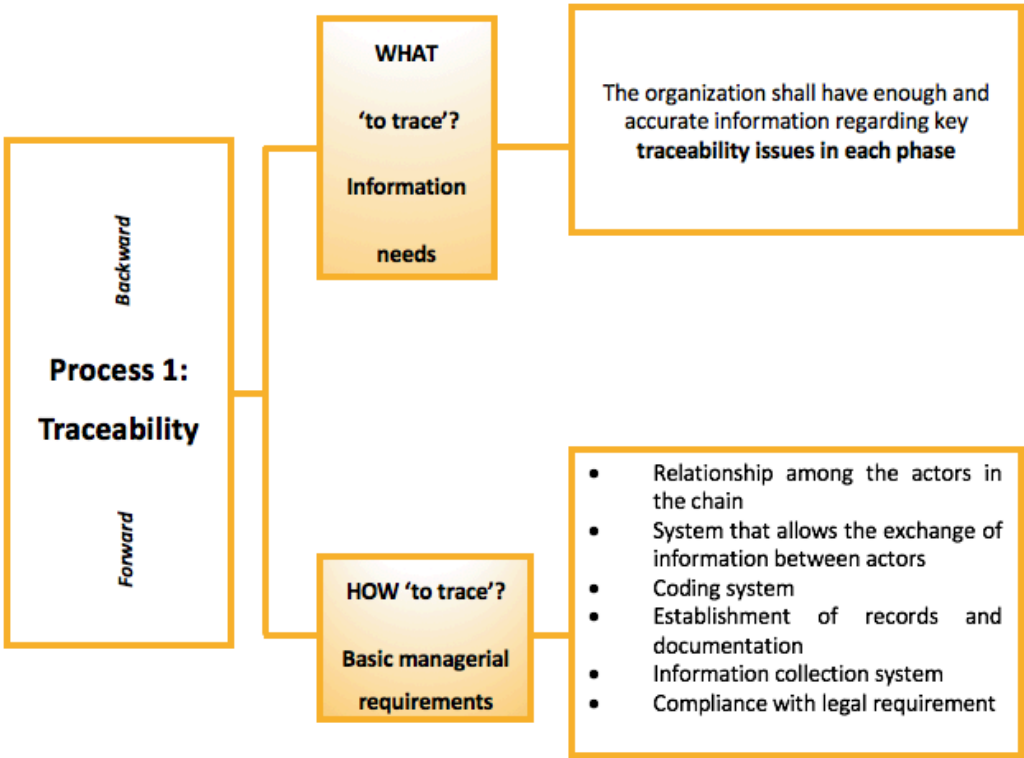 Backward
Process 1:
Traceability
Forward
WHAT
‘to trace’?
Information
needs
The organization shall have enough and
accurate information regarding key
traceability issues in each phase
HOW ‘to trace’?
Basic managerial
requirements
• Relationship among the actors in
the chain
• System that allows the exchange of
information between actors
• Coding system
• Establishment of records and
documentation
• Information collection system
• Compliance with legal requirement